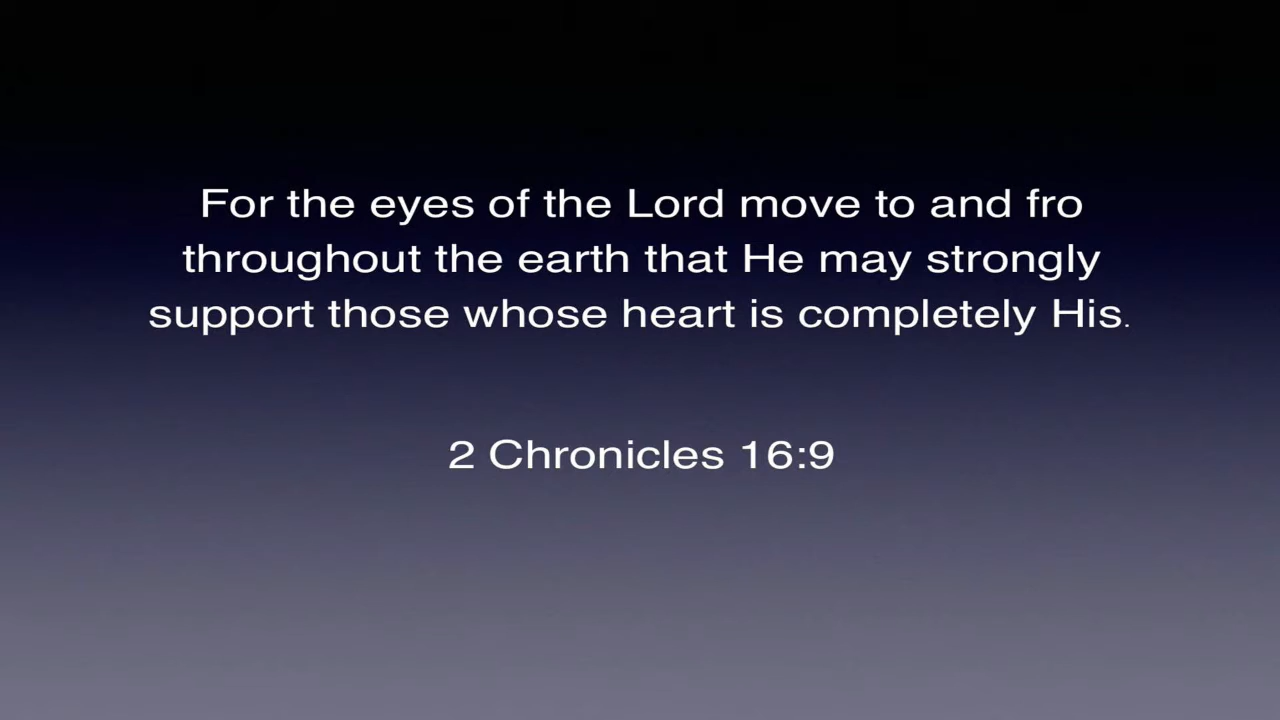 For the eyes of the Lord move to and fro
throughout the earth that He may strongly
support those whose heart is completely His.
2 Chronicles 16:9